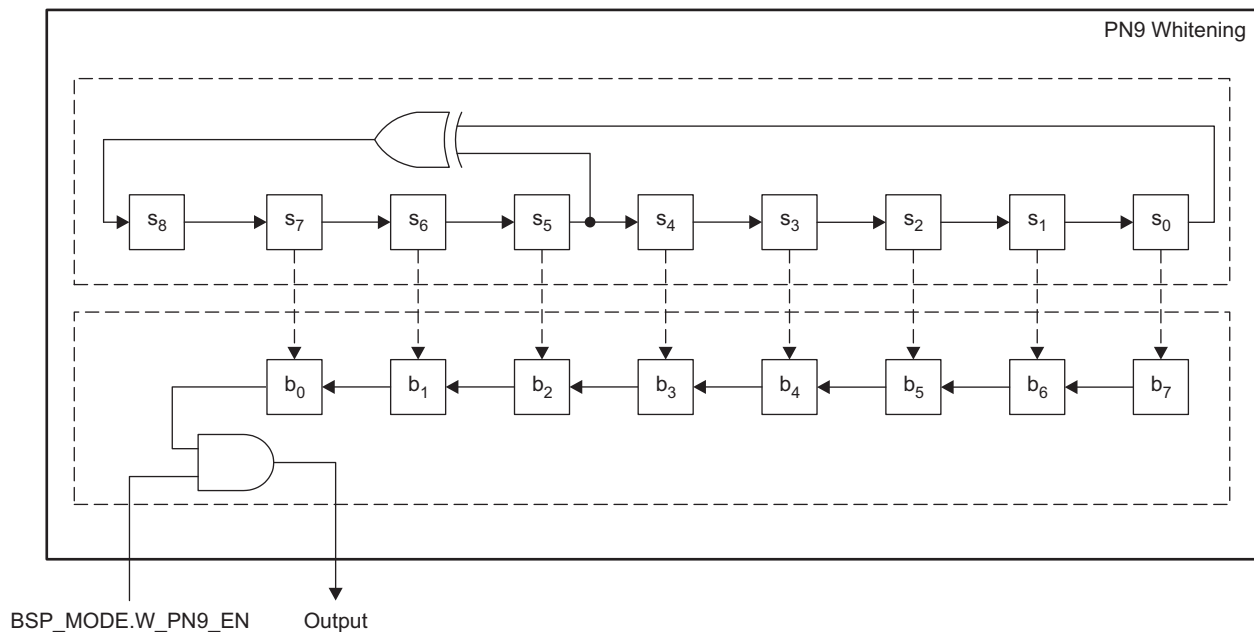 PN9 Whitening
s8 s7 s6 s5 s4 s3 s2 s1 s0
b0 b1 b2 b3 b4 b5 b6 b7
BSP_MODE.W_PN9_EN Output